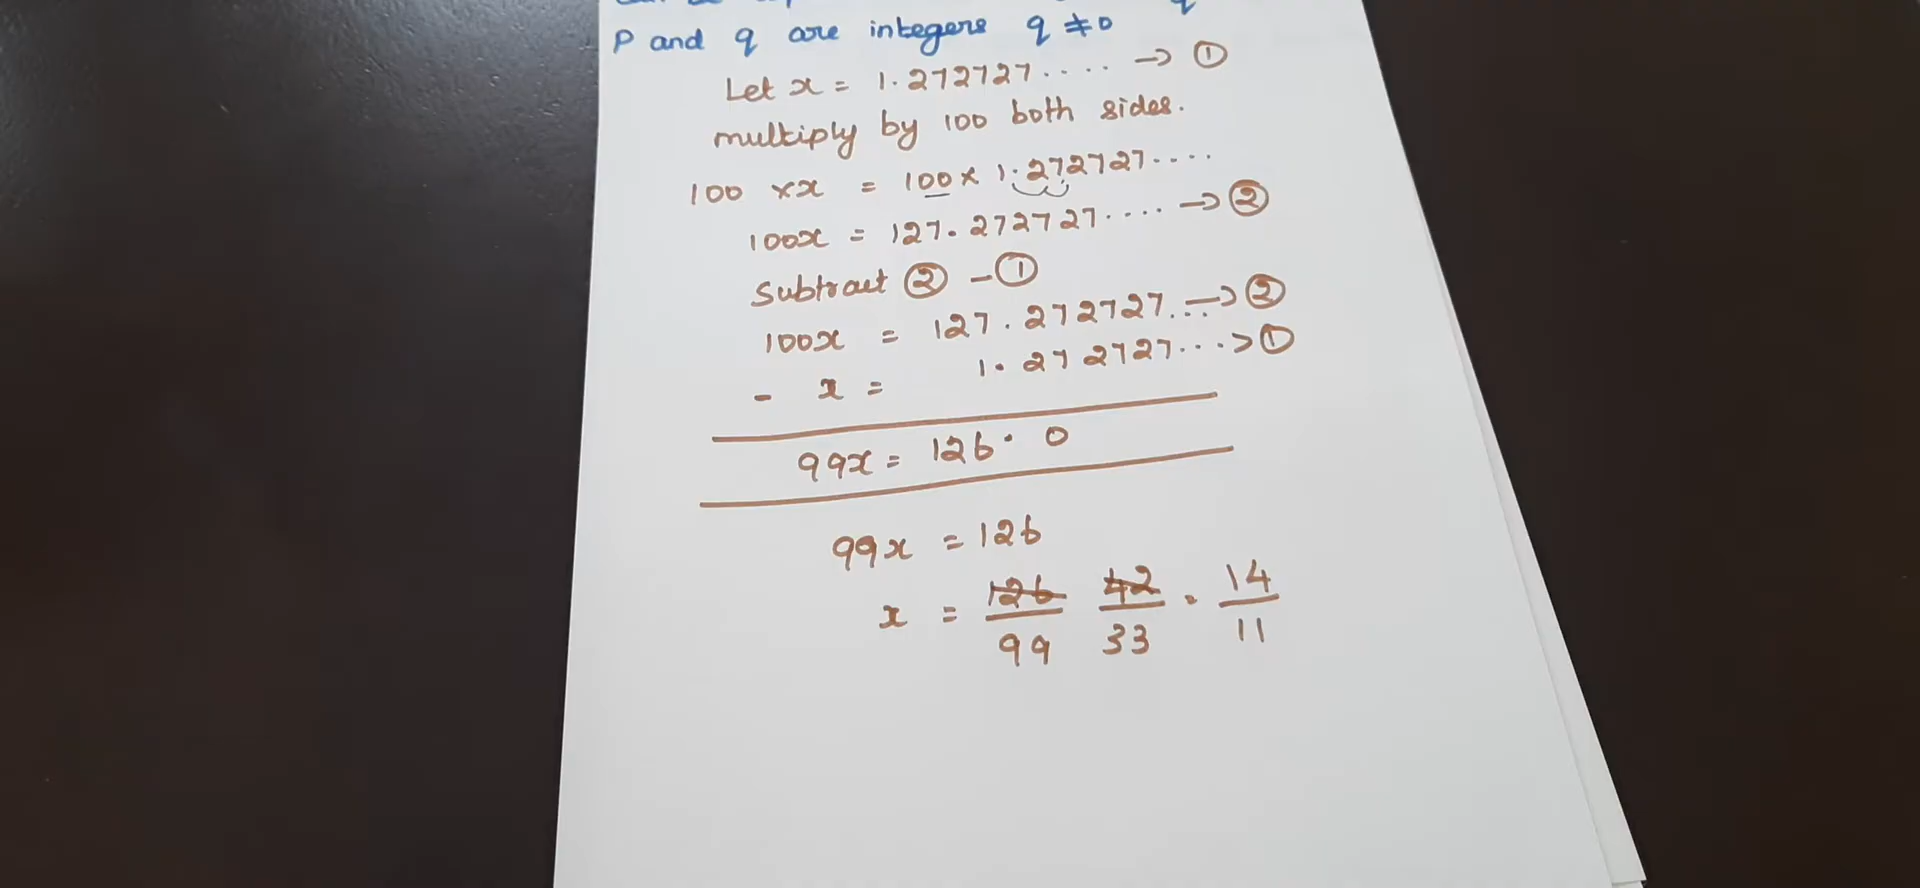 q
P and q are integers q ≠ 0
Let x = 1.272727.... → ①
multiply by 100 both sides.
100 × x = 100 × 1.272727....
100x = 127.272727.... → ②
Subtract ② - ①
100x = 127.272727... → ②
- x = 1.272727... > ①
99x = 126.0
99x = 126
x = 126/99 42/33 = 14/11